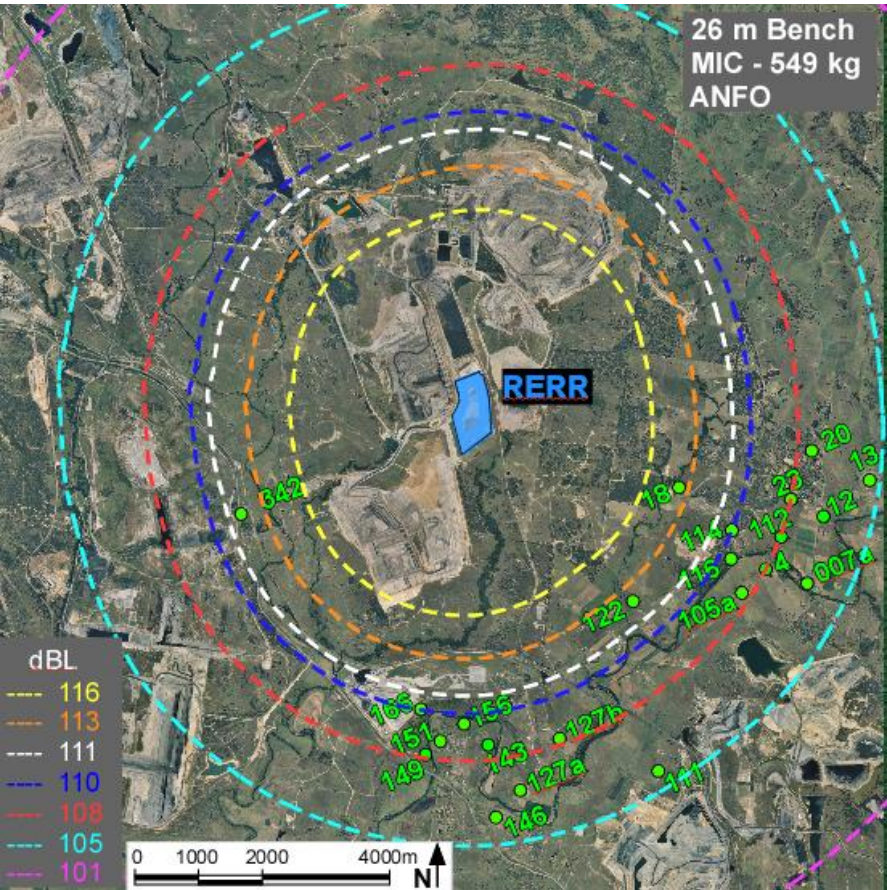 26 m Bench
MIC - 549 kg
ANFO
RERR
20
13
342
18
23
12
114
112
115
4
007a
105a
122
155
127b
151
143
149
127a
111
146
dBL
---- 116
---- 113
---- 111
---- 110
---- 108
---- 105
---- 101
0 1000 2000 4000m
N